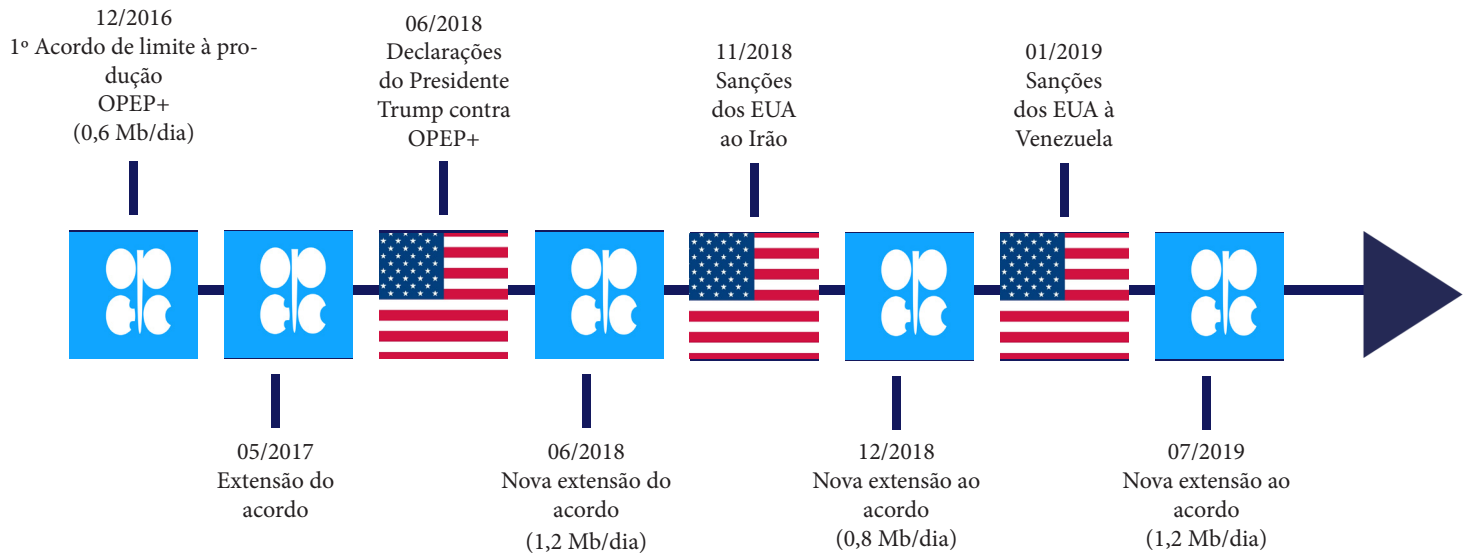 12/2016
1º Acordo de limite à pro-
dução
OPEP+
(0,6 Mb/dia)
05/2017
Extensão do
acordo
06/2018
Declarações
do Presidente
Trump contra
OPEP+
06/2018
Nova extensão do
acordo
(1,2 Mb/dia)
11/2018
Sanções
dos EUA
ao Irão
12/2018
Nova extensão ao
acordo
(0,8 Mb/dia)
01/2019
Sanções
dos EUA à
Venezuela
07/2019
Nova extensão ao
acordo
(1,2 Mb/dia)